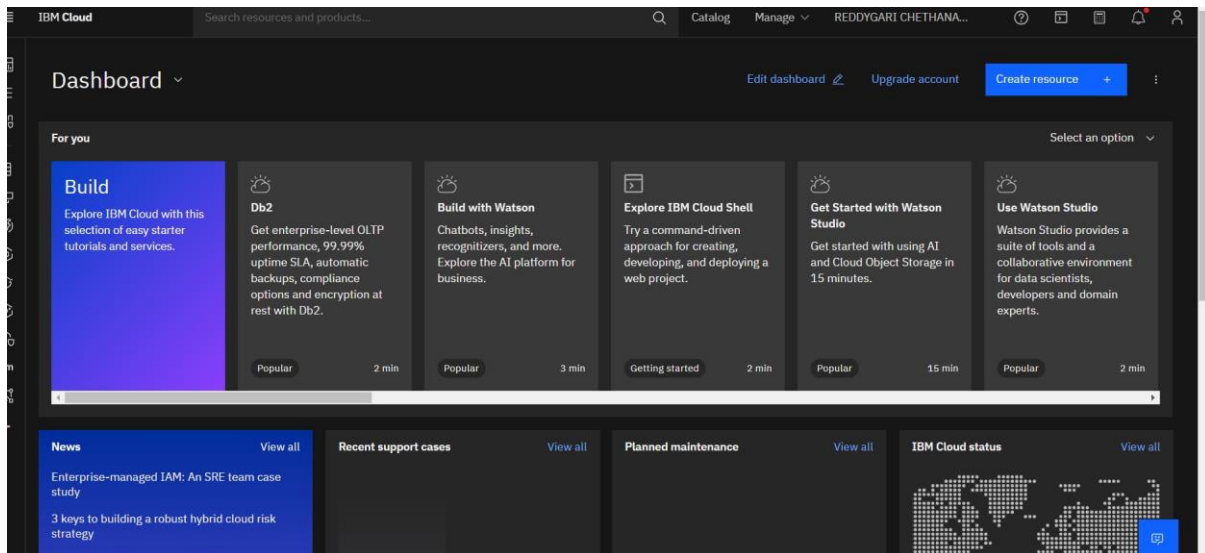 IBM Cloud
Search resources and products...
Catalog
Manage
REDDYGARI CHETHANA...
Dashboard
Edit dashboard
Upgrade account
Create resource +
For you
Select an option
Build
Explore IBM Cloud with this
selection of easy starter
tutorials and services.
Db2
Get enterprise-level OLTP
performance, 99.99%
uptime SLA, automatic
backups, compliance
options and encryption at
rest with Db2.
Popular
2 min
Build with Watson
Chatbots, insights,
recognizers, and more.
Explore the AI platform for
business.
Popular
3 min
Explore IBM Cloud Shell
Try a command-driven
approach for creating,
developing, and deploying a
web project.
Getting started
2 min
Get Started with Watson
Studio
Get started with using AI
and Cloud Object Storage in
15 minutes.
Popular
15 min
Use Watson Studio
Watson Studio provides a
suite of tools and a
collaborative environment
for data scientists,
developers and domain
experts.
Popular
2 min
News
View all
Enterprise-managed IAM: An SRE team case
study
3 keys to building a robust hybrid cloud risk
strategy
Recent support cases
View all
Planned maintenance
View all
IBM Cloud status
View all